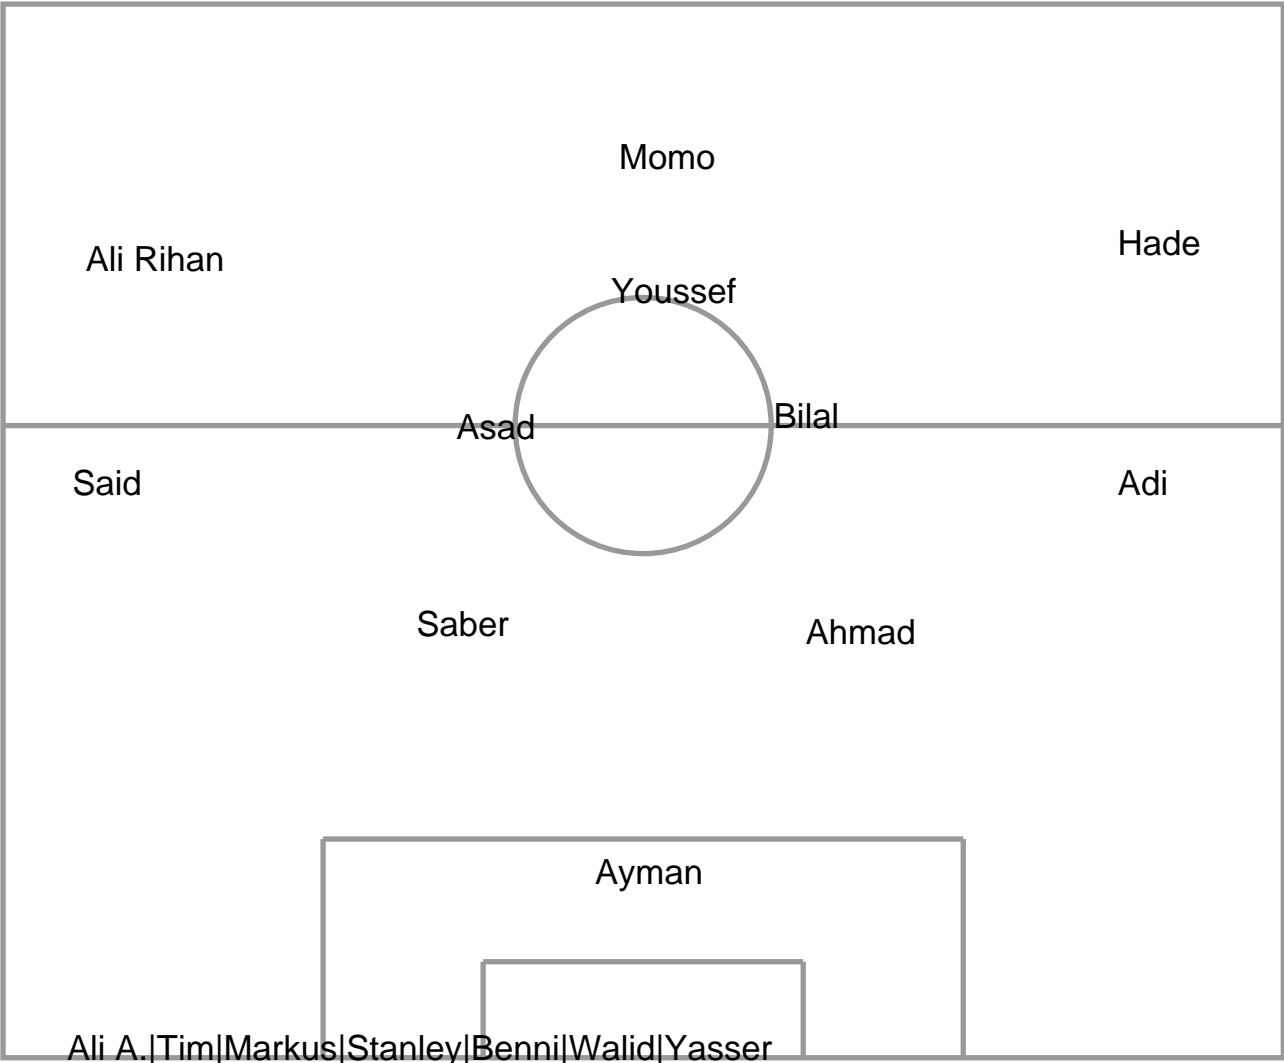 Momo
Hade
Ali Rihan
Youssef
Bilal
Asad
Said
Adi
Saber
Ahmad
Ayman
Ali A.|Tim|Markus|Stanley|Benni|Walid|Yasser